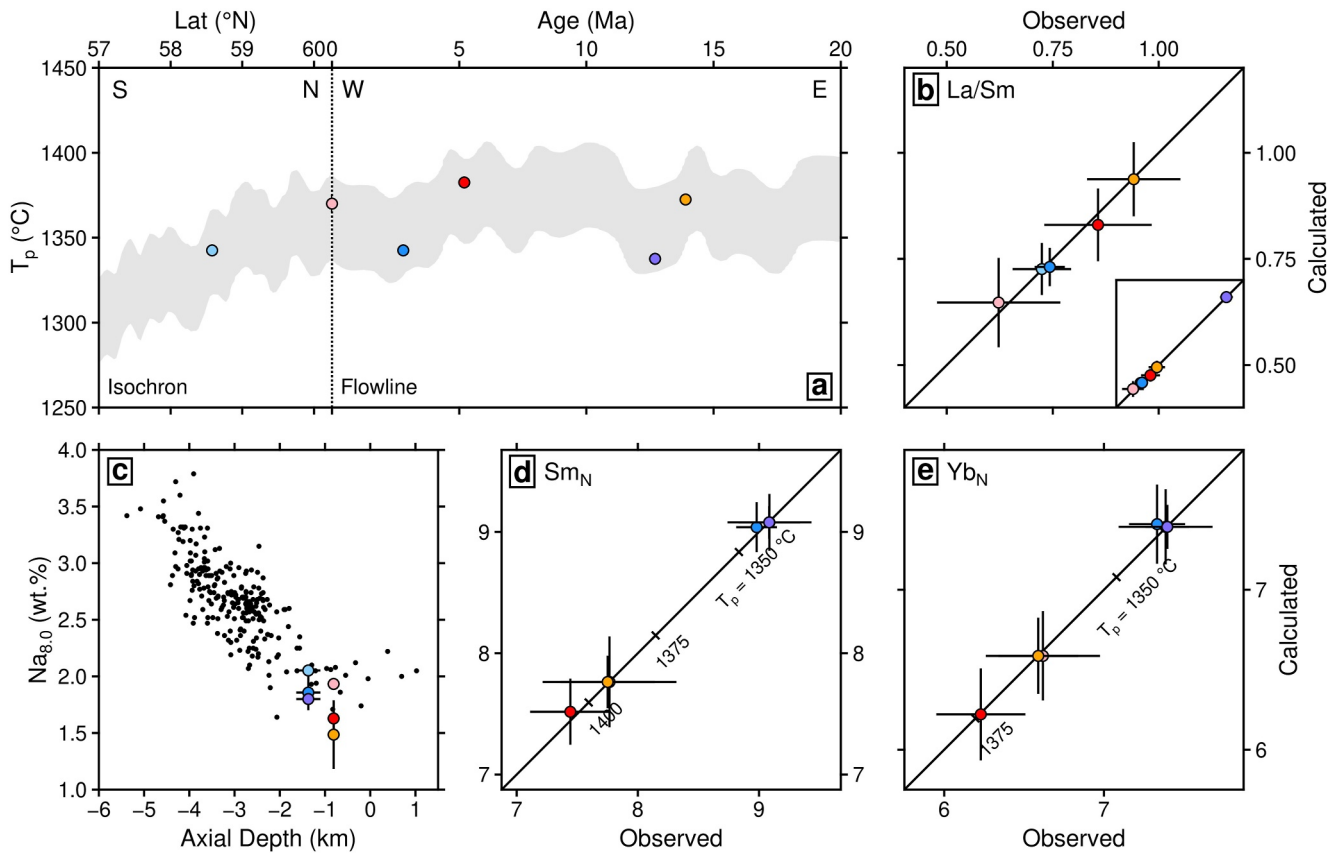 Lat (°N) Age (Ma)
57 58 59 600 5 10 15 20
1450
1400
1350
1300
1250
Tp (°C)
S N W E
Isochron Flowline a
Observed
0.50 0.75 1.00
b La/Sm
1.00
0.75
0.50
Calculated
c
4.0
3.5
3.0
2.5
2.0
1.5
1.0
Na8.0 (wt.%)
−6 −5 −4 −3 −2 −1 0 1
Axial Depth (km)
d SmN
9 9
8 8
7 7
Tp = 1350 °C
1375
1400
7 8 9
Observed
e YbN
7
6
Tp = 1350 °C
1375
6 7
Observed
Calculated